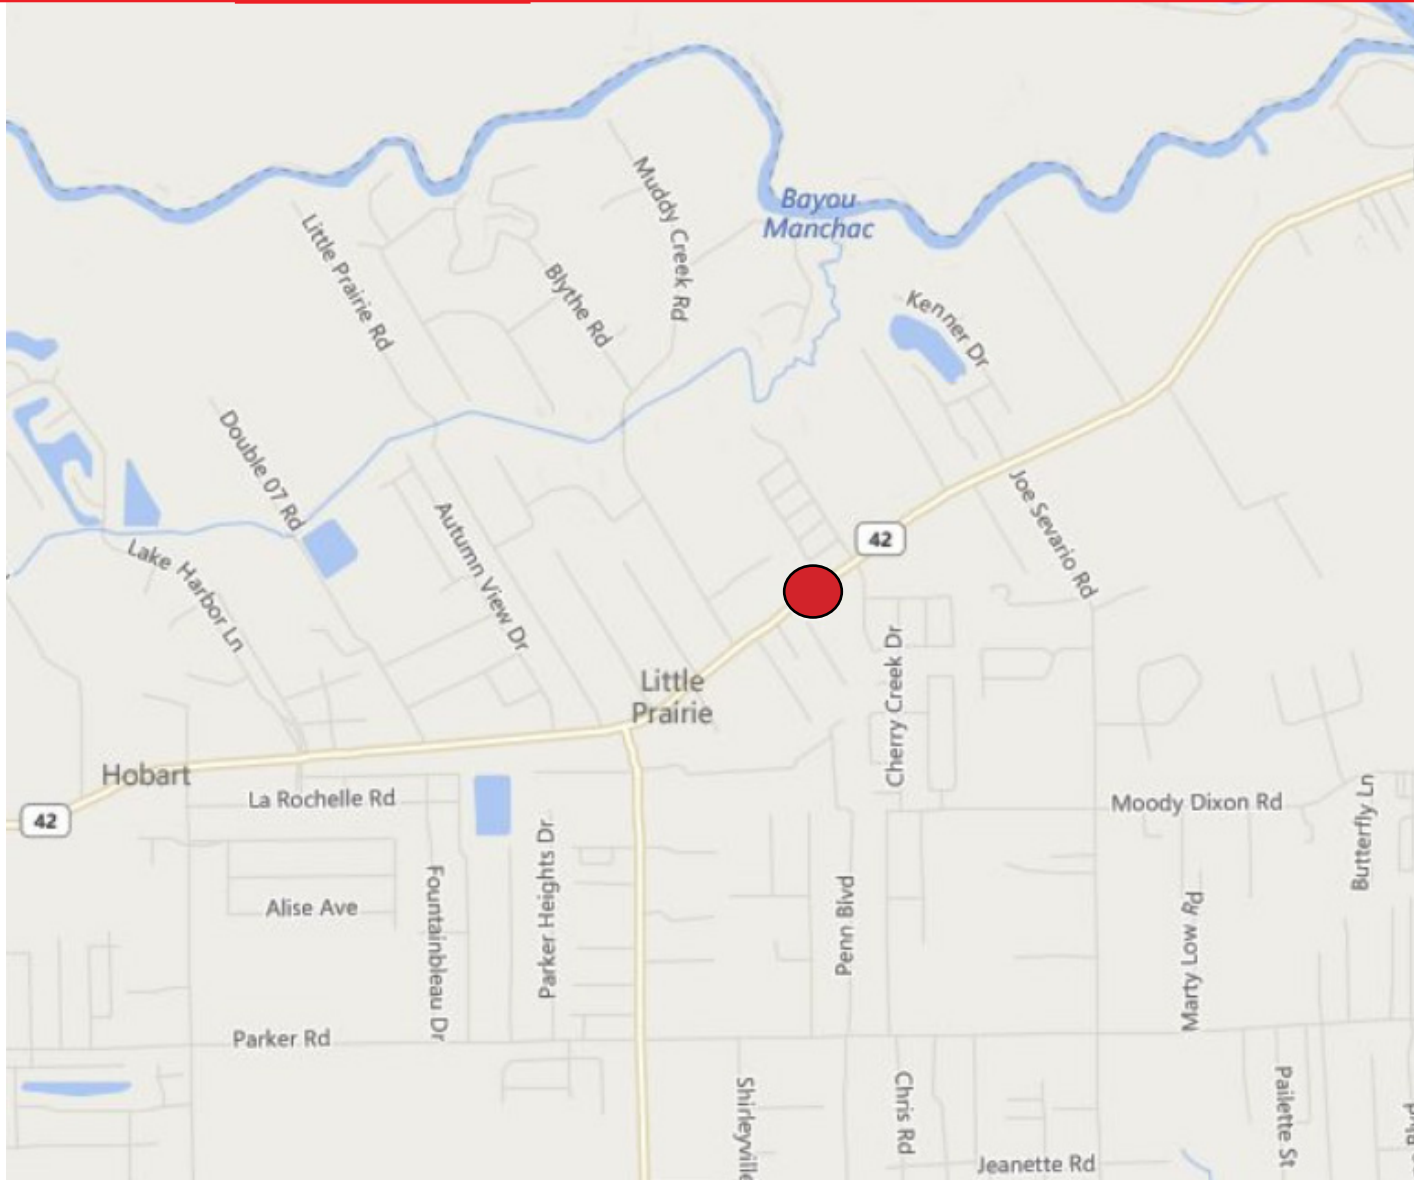 Muddy Creek Rd
Bayou
Manchac
Little Prairie Rd
Blythe Rd
Kenner Dr
Double 07 Rd
Joe Sevario Rd
Autumn View Dr
42
Lake Harbor Ln
Cherry Creek Dr
Little
Prairie
Hobart
La Rochelle Rd
Moody Dixon Rd
Butterfly Ln
42
Parker Heights Dr
Fountainbleau Dr
Alise Ave
Penn Blvd
Marty Low Rd
Parker Rd
Shirleyville
Chris Rd
Pailette St
Blvd
Jeanette Rd